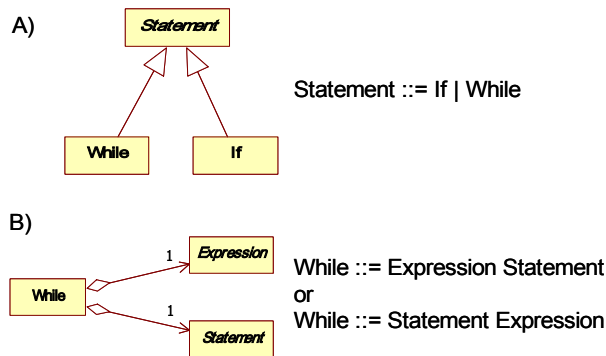 A)
Statement
While
If
Statement ::= If | While
B)
While
1
Expression
1
Statement
While ::= Expression Statement
or
While ::= Statement Expression